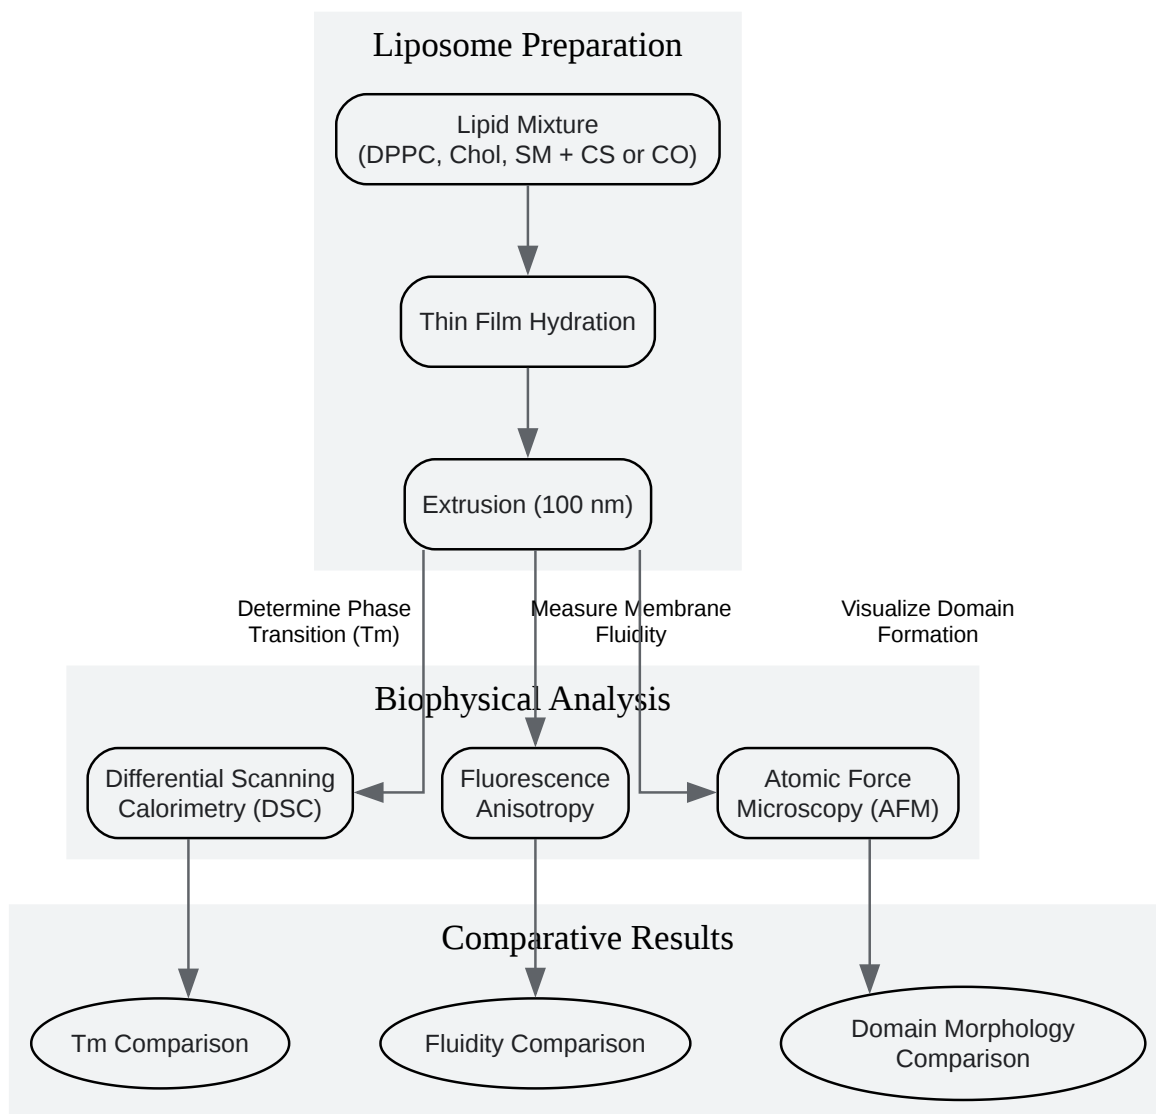 Liposome Preparation
Lipid Mixture
(DPPC, Chol, SM + CS or CO)
Thin Film Hydration
Extrusion (100 nm)
Determine Phase
Transition (Tm)
Measure Membrane
Fluidity
Visualize Domain
Formation
Biophysical Analysis
Differential Scanning
Calorimetry (DSC)
Fluorescence
Anisotropy
Atomic Force
Microscopy (AFM)
Comparative Results
Tm Comparison
Fluidity Comparison
Domain Morphology
Comparison